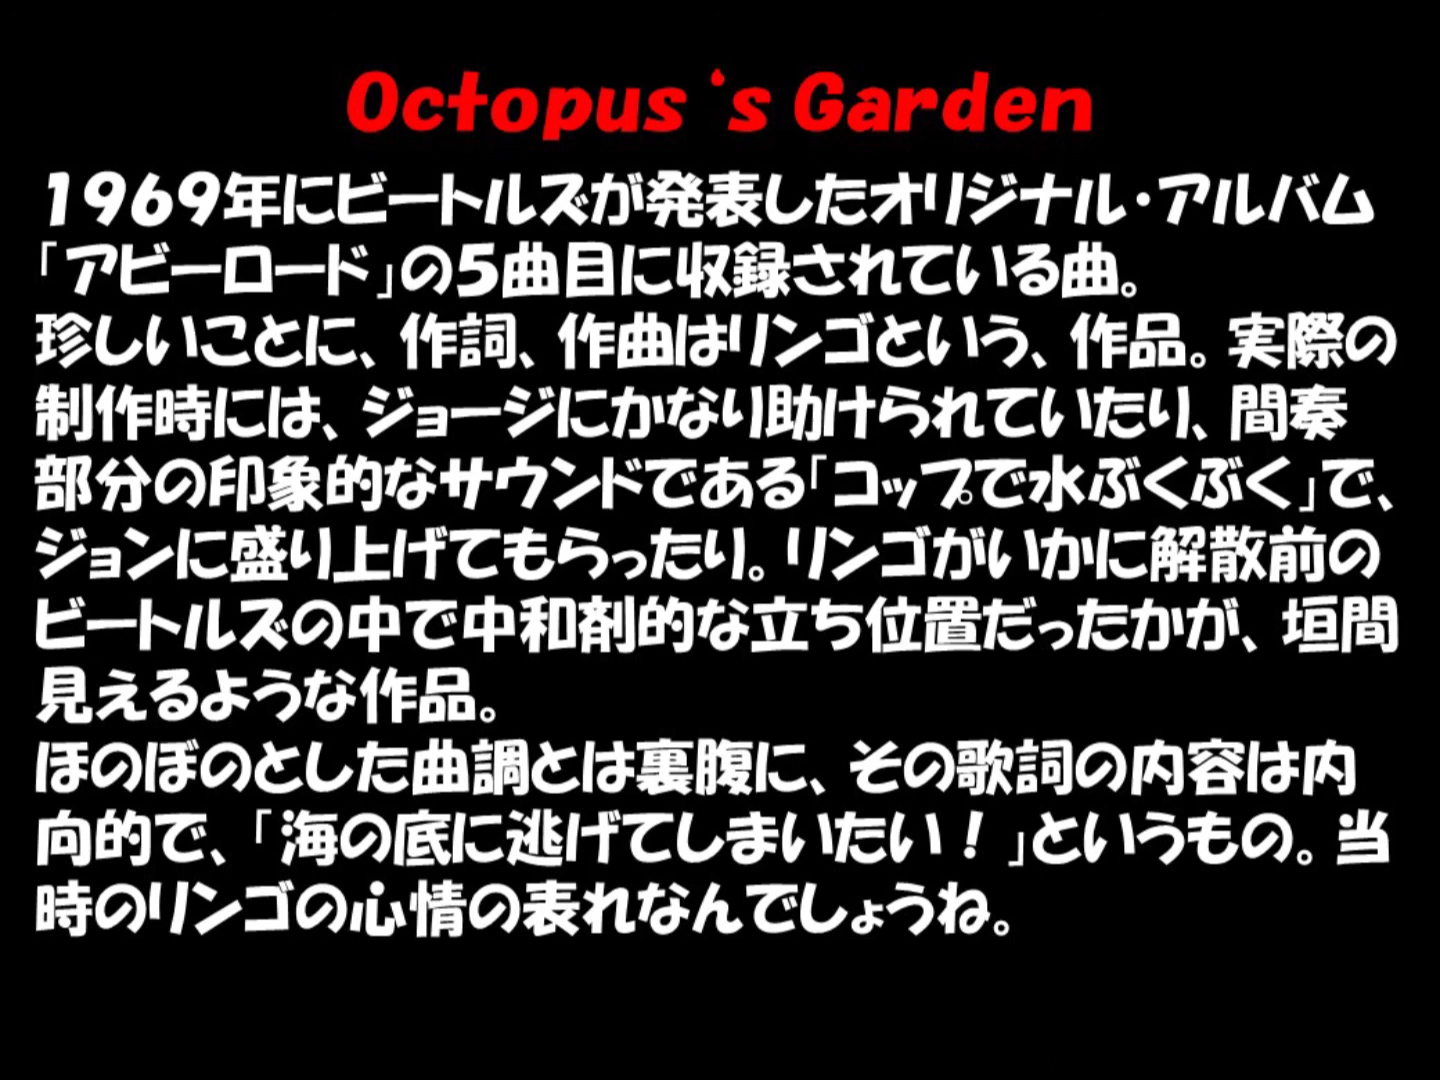 Octopus‘s Garden
１９６９年にビートルズが発表したオリジナル・アルバム
「アビーロード」の５曲目に収録されている曲。
珍しいことに、作詞、作曲はリンゴという、作品。実際の
制作時には、ジョージにかなり助けられていたり、間奏
部分の印象的なサウンドである「コップで水ぶくぶく」で、
ジョンに盛り上げてもらったり。リンゴがいかに解散前の
ビートルズの中で中和剤的な立ち位置だったかが、垣間
見えるような作品。
ほのぼのとした曲調とは裏腹に、その歌詞の内容は内
向的で、「海の底に逃げてしまいたい！」というもの。当
時のリンゴの心情の表れなんでしょうね。